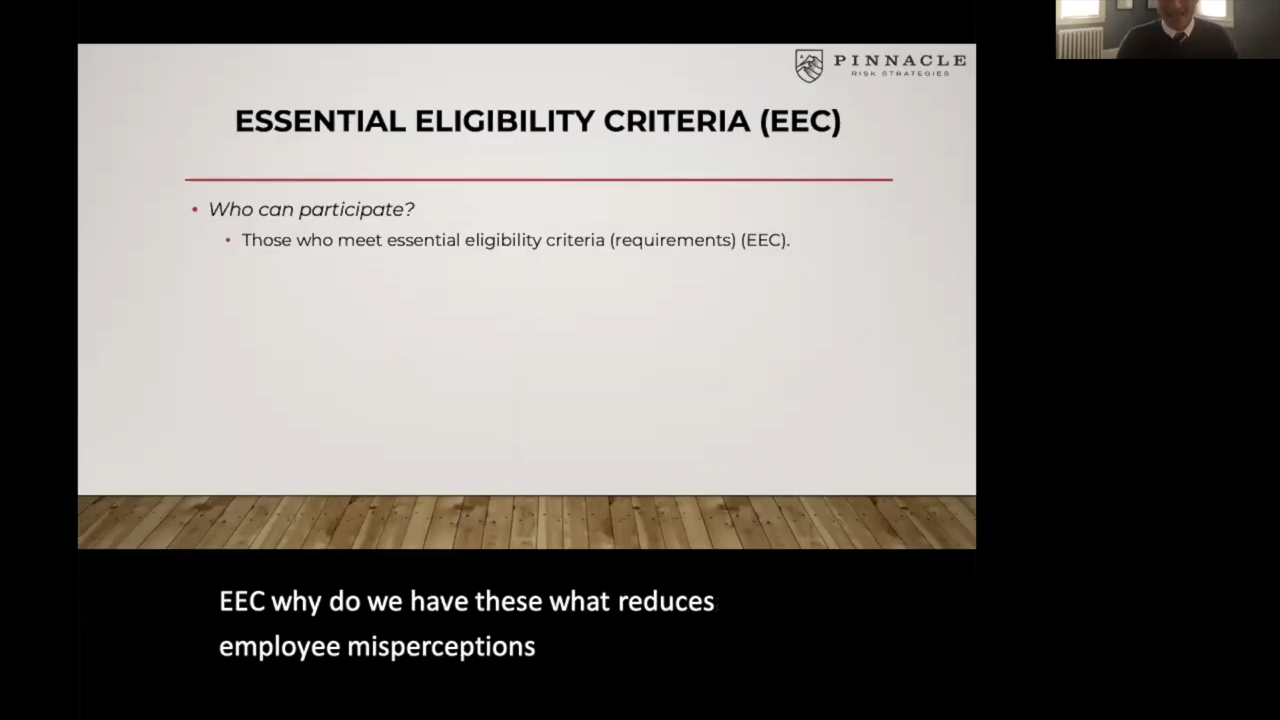 PINNACLE
RISK STRATEGIES
ESSENTIAL ELIGIBILITY CRITERIA (EEC)
• Who can participate?
• Those who meet essential eligibility criteria (requirements) (EEC).
EEC why do we have these what reduces
employee misperceptions